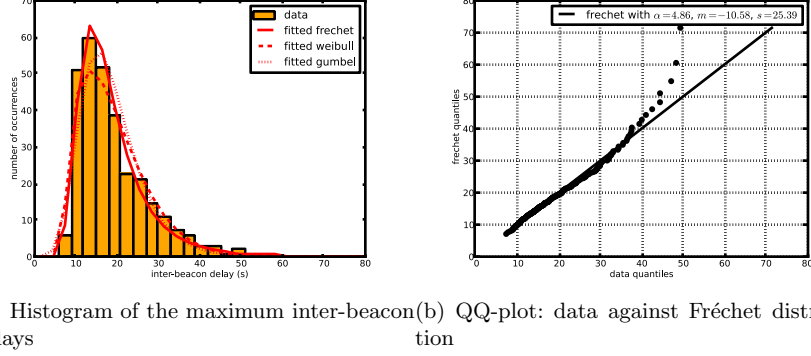 70
60
50
40
30
20
10
0
number of occurrences
data
fitted frechet
fitted weibull
fitted gumbel
0 10 20 30 40 50 60 70 80
inter-beacon delay (s)
80
70
60
50
40
30
20
10
0
frechet quantiles
frechet with α=4.86, m=−10.58, s=25.39
0 10 20 30 40 50 60 70 80
data quantiles
Histogram of the maximum inter-beacon
lays
(b) QQ-plot: data against Fréchet distr
tion